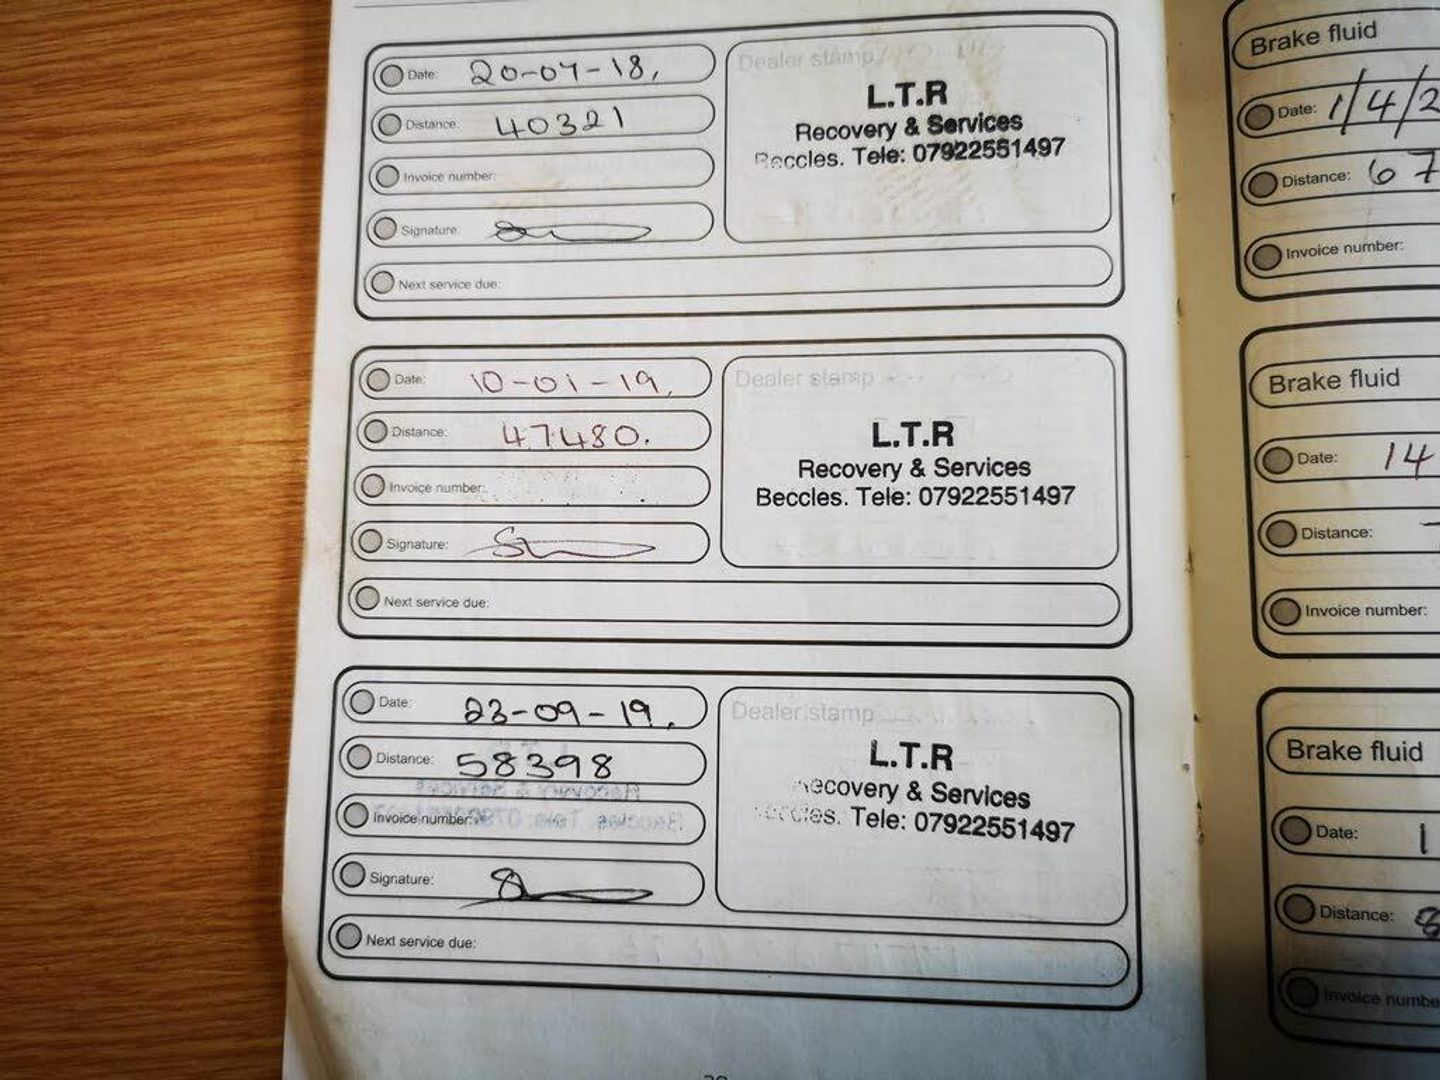 Date: 20-07-18,
Distance: 40321
Invoice number:
Signature:
Next service due:
Dealer stamp
L.T.R
Recovery & Services
Beccles. Tele: 07922551497
Date: 10-01-19,
Distance: 47480.
Invoice number:
Signature:
Next service due:
Dealer stamp
L.T.R
Recovery & Services
Beccles. Tele: 07922551497
Date: 23-09-19,
Distance: 58398
Invoice number:
Signature:
Next service due:
Dealer stamp
L.T.R
Recovery & Services
Tele: 07922551497
Brake fluid
Date: 1/4/2
Distance: 67
Invoice number:
Brake fluid
Date: 14
Distance:
Invoice number:
Brake fluid
Date: 1
Distance: 8
Invoice numbe